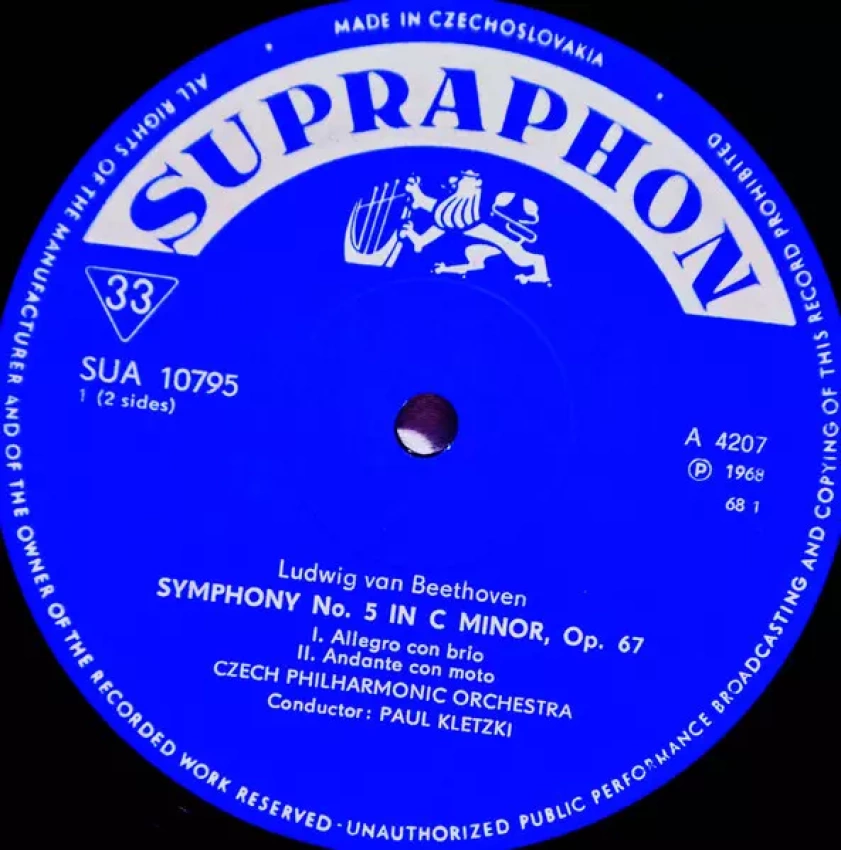 MADE IN CZECHOSLOVAKIA
ALL RIGHTS OF THE MANUFACTURER AND OF THE OWNER OF THE RECORDED WORK RESERVED - UNAUTHORIZED PUBLIC PERFORMANCE BROADCASTING AND COPYING OF THIS RECORD PROHIBITED
SUPRAPHON
33
SUA 10795
1 (2 sides)
A 4207
Ⓟ 1968
68 1
Ludwig van Beethoven
SYMPHONY No. 5 IN C MINOR, Op. 67
I. Allegro con brio
II. Andante con moto
CZECH PHILHARMONIC ORCHESTRA
Conductor: PAUL KLETZKI